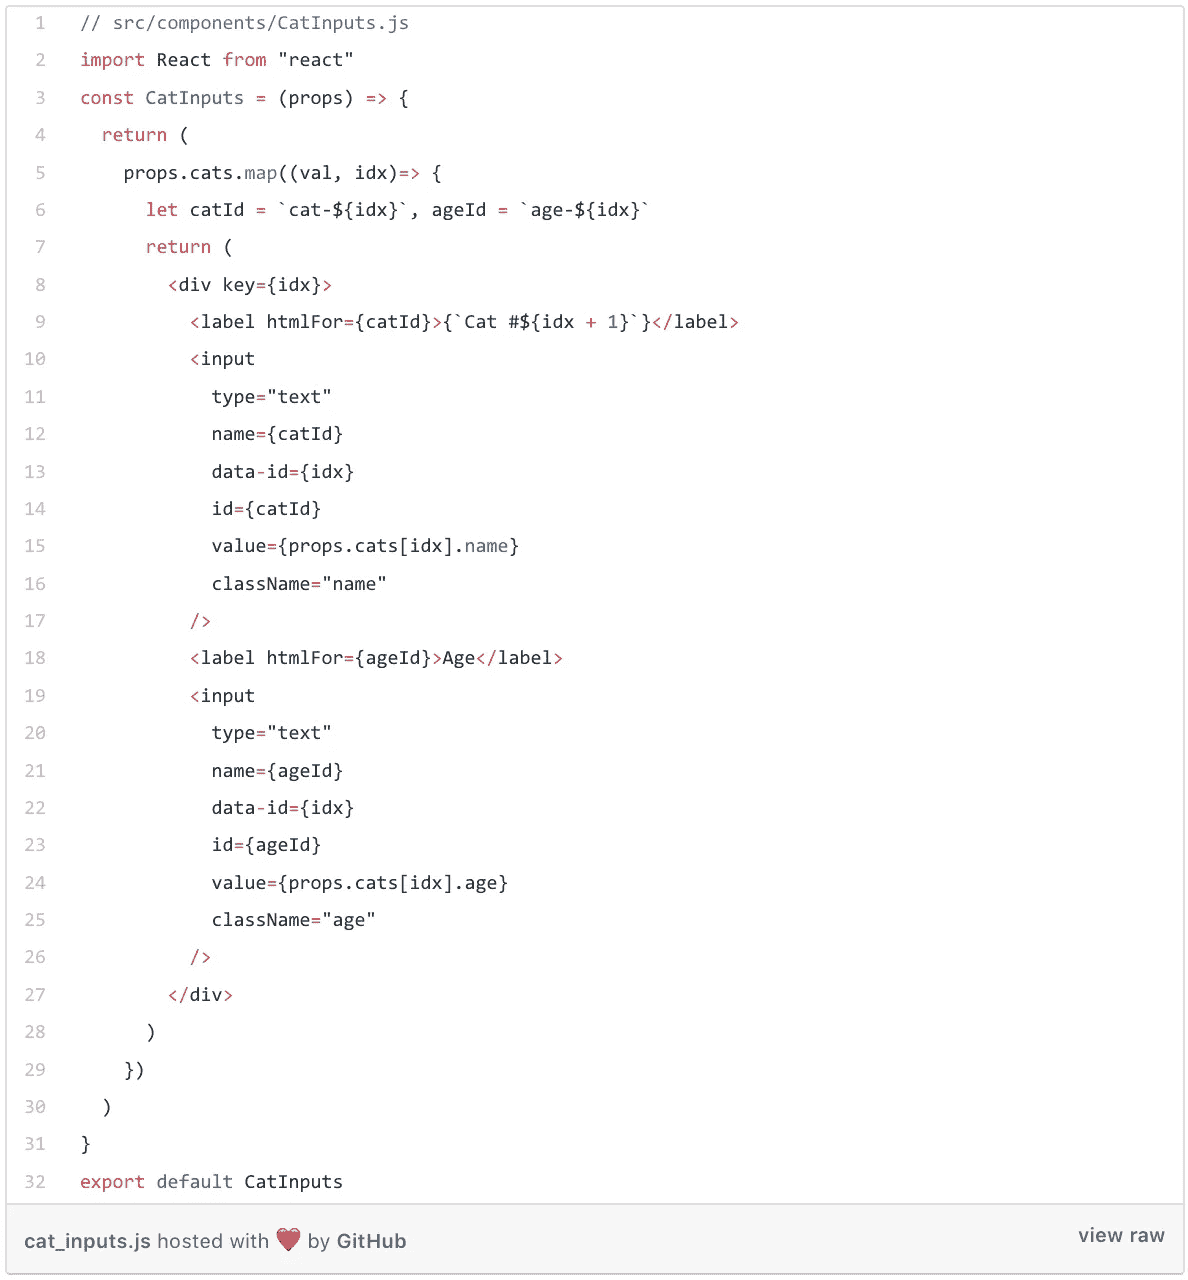 1 // src/components/CatInputs.js
2 import React from "react"
3 const CatInputs = (props) => {
4   return (
5     props.cats.map((val, idx)=> {
6       let catId = `cat-${idx}`, ageId = `age-${idx}`
7       return (
8         <div key={idx}>
9           <label htmlFor={catId}>{`Cat #${idx + 1}`}</label>
10           <input
11             type="text"
12             name={catId}
13             data-id={idx}
14             id={catId}
15             value={props.cats[idx].name}
16             className="name"
17           />
18           <label htmlFor={ageId}>Age</label>
19           <input
20             type="text"
21             name={ageId}
22             data-id={idx}
23             id={ageId}
24             value={props.cats[idx].age}
25             className="age"
26           />
27         </div>
28       )
29     })
30   )
31 }
32 export default CatInputs
cat_inputs.js hosted with ❤ by GitHub
view raw